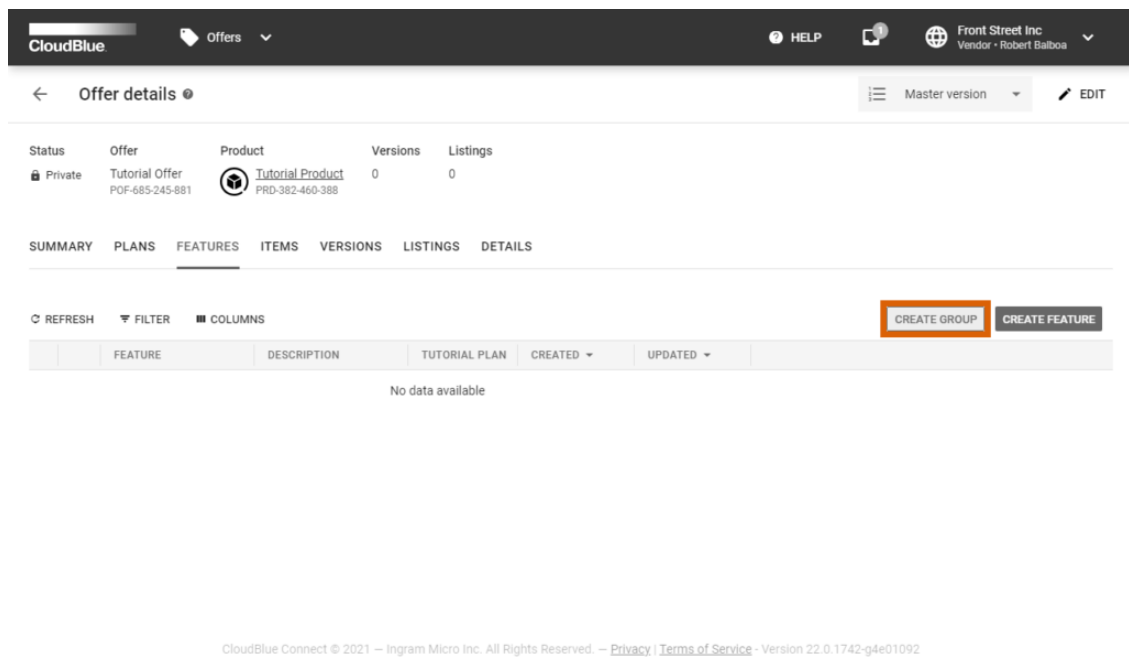 CloudBlue.
Offers
HELP
1
Front Street Inc
Vendor • Robert Balboa
Offer details
Master version
EDIT
Status Offer Product Versions Listings
Private Tutorial Offer Tutorial Product 0 0
POF-685-245-881 PRD-382-460-388
SUMMARY PLANS FEATURES ITEMS VERSIONS LISTINGS DETAILS
REFRESH FILTER COLUMNS CREATE GROUP CREATE FEATURE
FEATURE DESCRIPTION TUTORIAL PLAN CREATED UPDATED
No data available
CloudBlue Connect © 2021 — Ingram Micro Inc. All Rights Reserved. — Privacy | Terms of Service - Version 22.0.1742-g4e01092